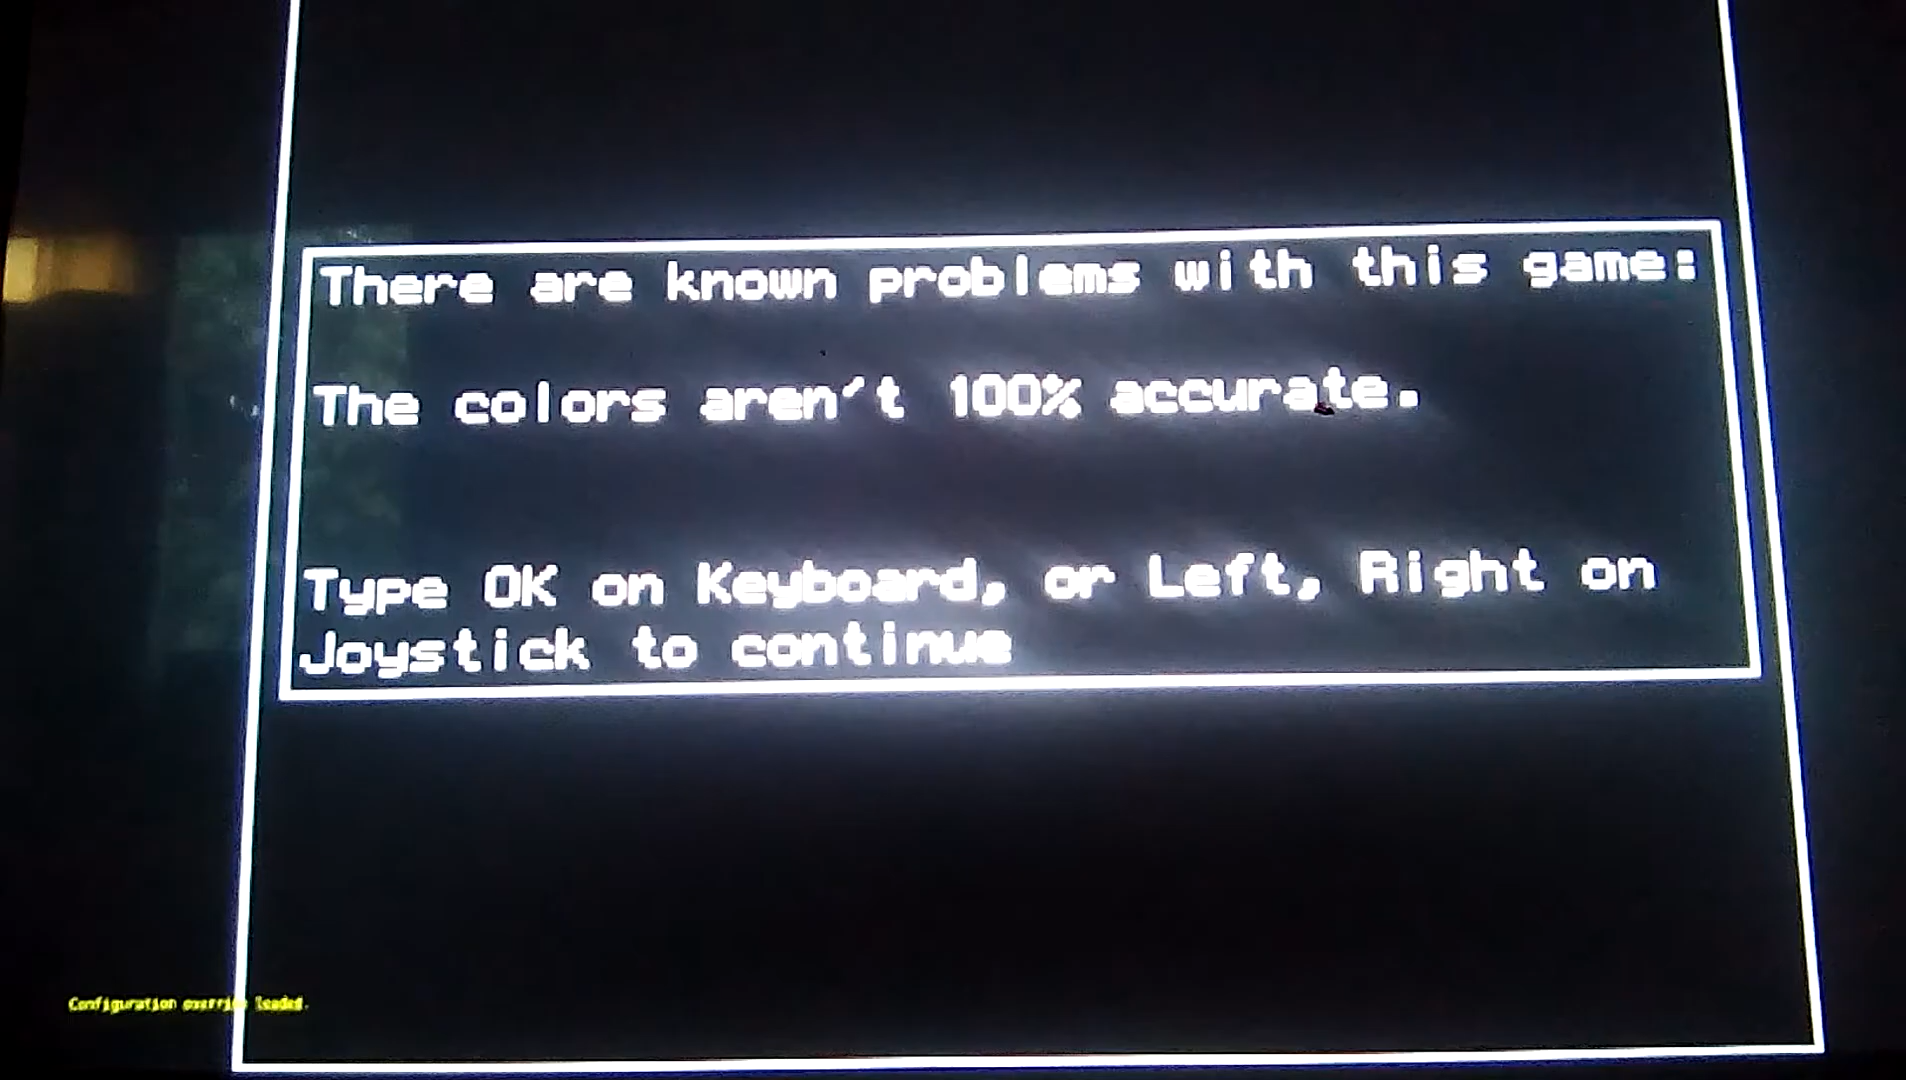 There are known problems with this game:
The colors aren't 100% accurate.
Type OK on Keyboard, or Left, Right on
Joystick to continue
Configuration override loaded.